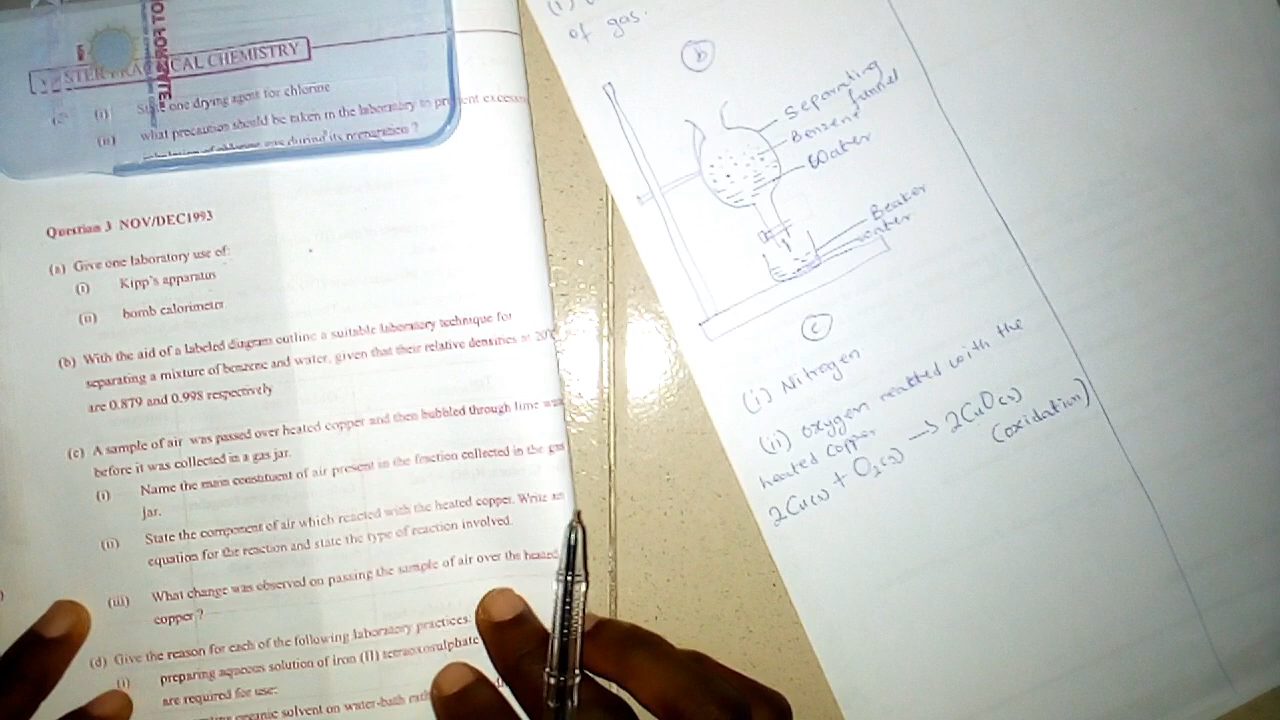 CAL CHEMISTRY
(i) one drying agent for chlorine
(ii) what precaution should be taken in the laboratory to
Question 3 NOV/DEC1993
(a) Give one laboratory use of:
(i) Kipp's apparatus
(ii) bomb calorimeter
(b) With the aid of a labeled diagram outline a suitable laboratory technique for
separating a mixture of benzene and water, given that their relative densities at 20
are 0.879 and 0.998 respectively
(c) A sample of air was passed over heated copper and then bubbled through lime
before it was collected in a gas jar.
(i) Name the main constituent of air present in the fraction collected in the gas
jar.
(ii) State the component of air which reacted with the heated copper. Write an
equation for the reaction and state the type of reaction involved.
(iii) What change was observed on passing the sample of air over the heated
copper ?
(d) Give the reason for each of the following laboratory practices:
(i) preparing aqueous solution of iron (II) tetraoxosulphate
are required for use:
organic solvent on water-bath
(i)
of gas.
(b)
Separating
funnel
Benzene
Water
Beaker
water
(c)
(i) Nitrogen
(ii) oxygen reacted with the
heated copper
2Cu(s) + O2(s) → 2CuO(s)
(oxidation)